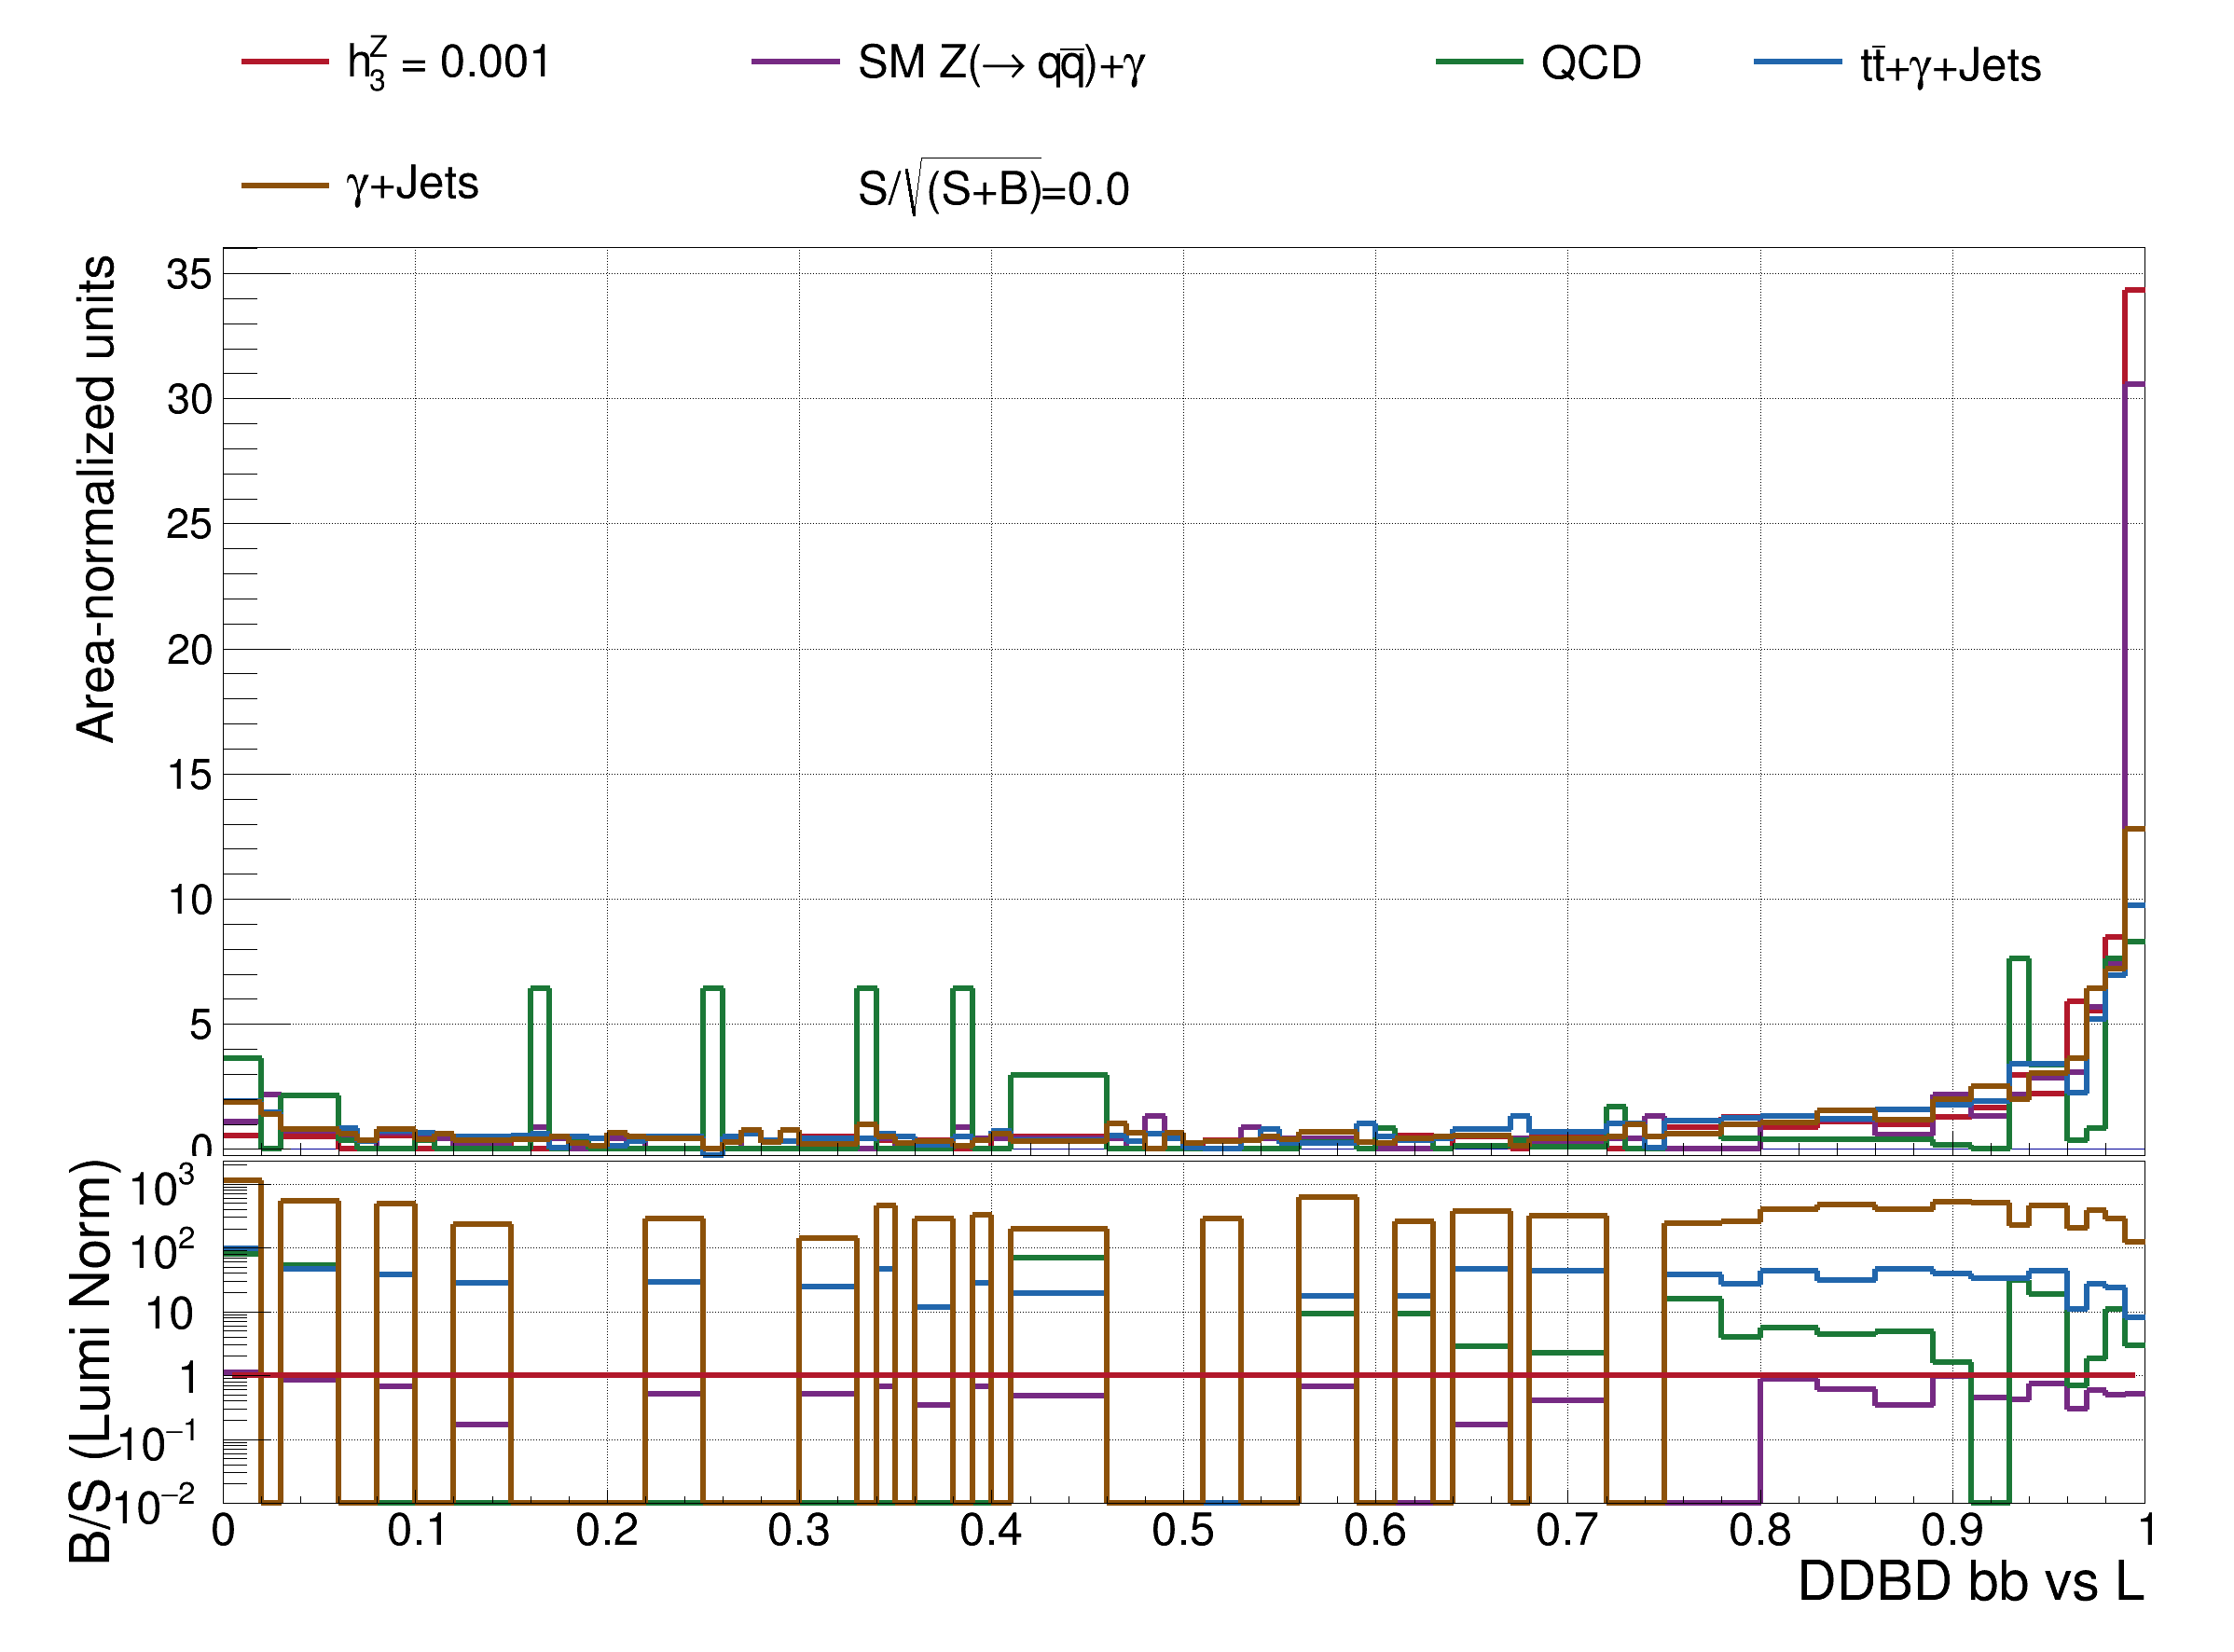 h₃ᶻ = 0.001 SM Z(→ qq̅)+γ QCD tt̅+γ+Jets
γ+Jets S/√(S+B)=0.0
Area-normalized units
35
30
25
20
15
10
5
0
B/S (Lumi Norm)
10³
10²
10
1
10⁻¹
10⁻²
0 0.1 0.2 0.3 0.4 0.5 0.6 0.7 0.8 0.9 1
DDBD bb vs L